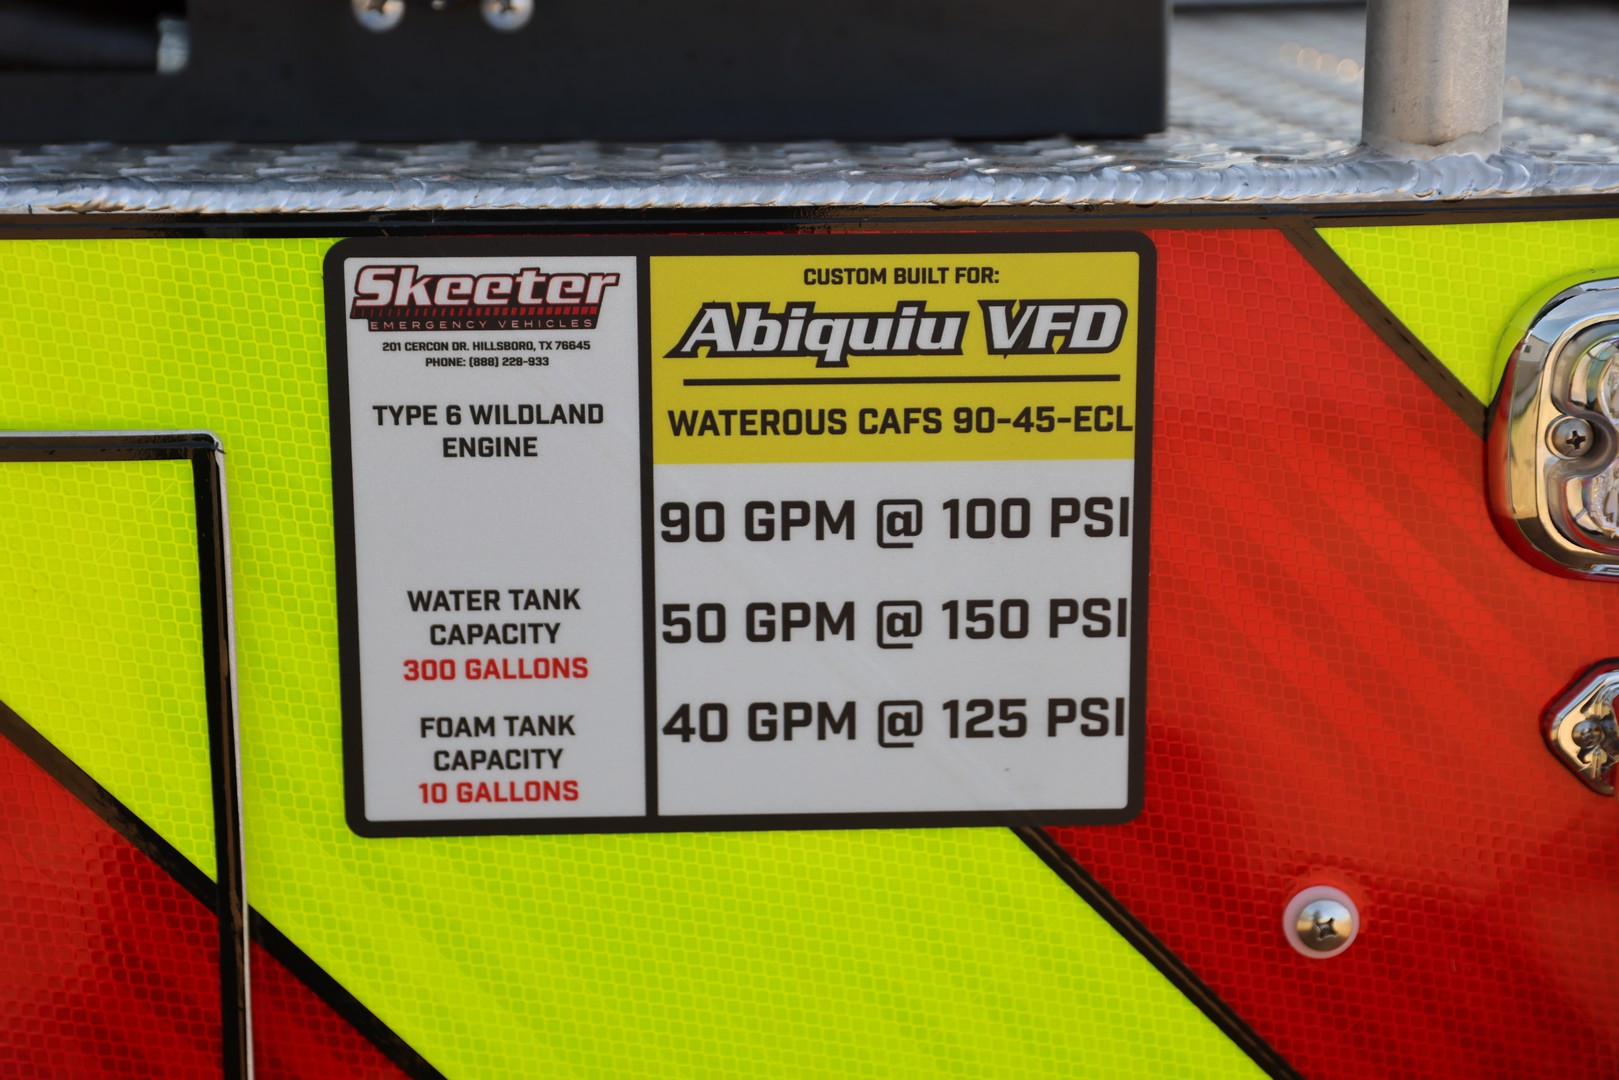 Skeeter
EMERGENCY VEHICLES
201 CERCON DR. HILLSBORO, TX 76645
PHONE: (888) 228-933
TYPE 6 WILDLAND
ENGINE
WATER TANK
CAPACITY
300 GALLONS
FOAM TANK
CAPACITY
10 GALLONS
CUSTOM BUILT FOR:
Abiquiu VFD
WATEROUS CAFS 90-45-ECL
90 GPM @ 100 PSI
50 GPM @ 150 PSI
40 GPM @ 125 PSI